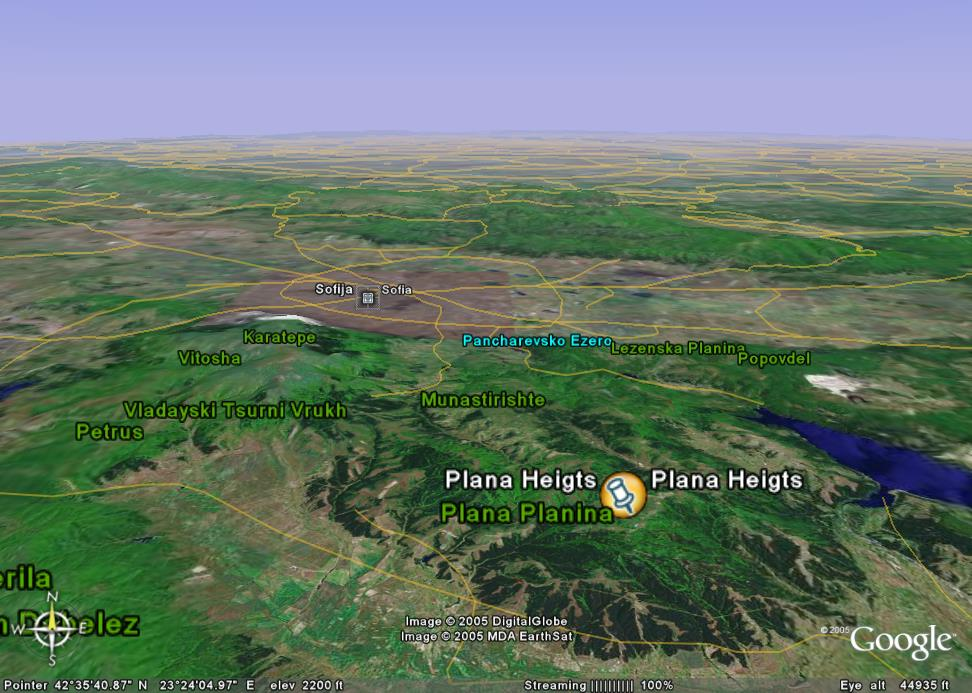 Sofija
Sofia
Karatepe
Pancharevsko Ezero
Lezenska Planina
Vitosha
Popovdel
Vladayski Tsurni Vrukh
Munastirishte
Petrus
Plana Heigts
Plana Heigts
Plana Planina
N
W
E
S
Image © 2005 DigitalGlobe
Image © 2005 MDA EarthSat
© 2005 Google™
Pointer 42°35'40.87" N 23°24'04.97" E elev 2200 ft
Streaming |||||||||| 100%
Eye alt 44935 ft